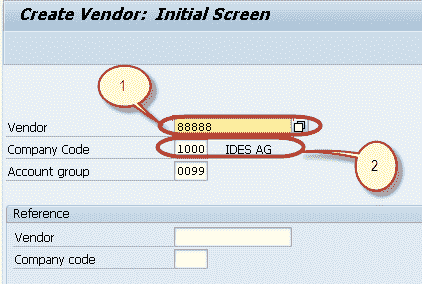 Create Vendor: Initial Screen
1
Vendor 88888
Company Code 1000 IDES AG
2
Account group 0099
Reference
Vendor
Company code